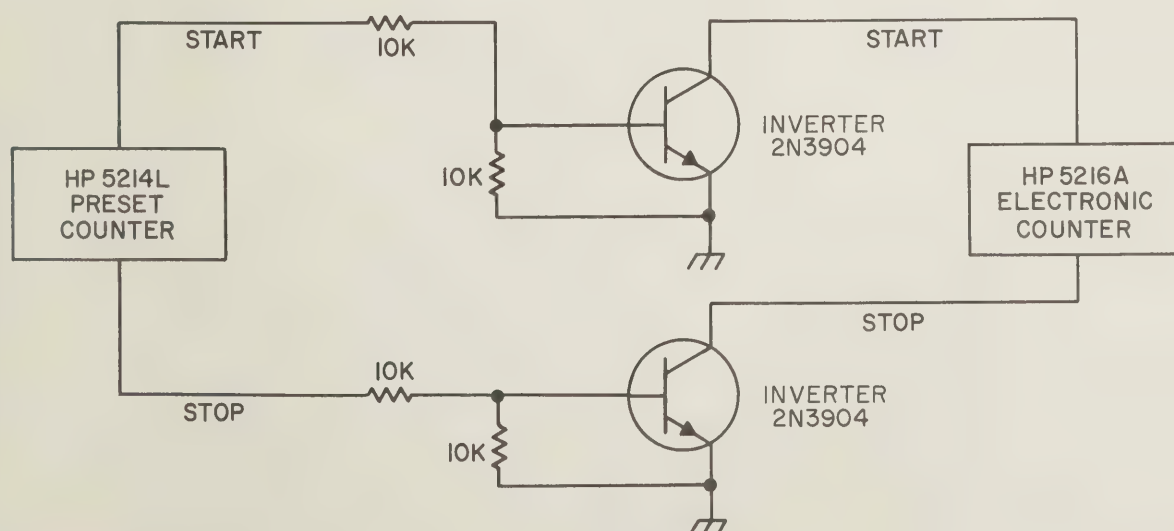 START
10K
START
INVERTER
2N3904
10K
HP 5214L
PRESET
COUNTER
HP 5216A
ELECTRONIC
COUNTER
STOP
10K
STOP
INVERTER
2N3904
10K